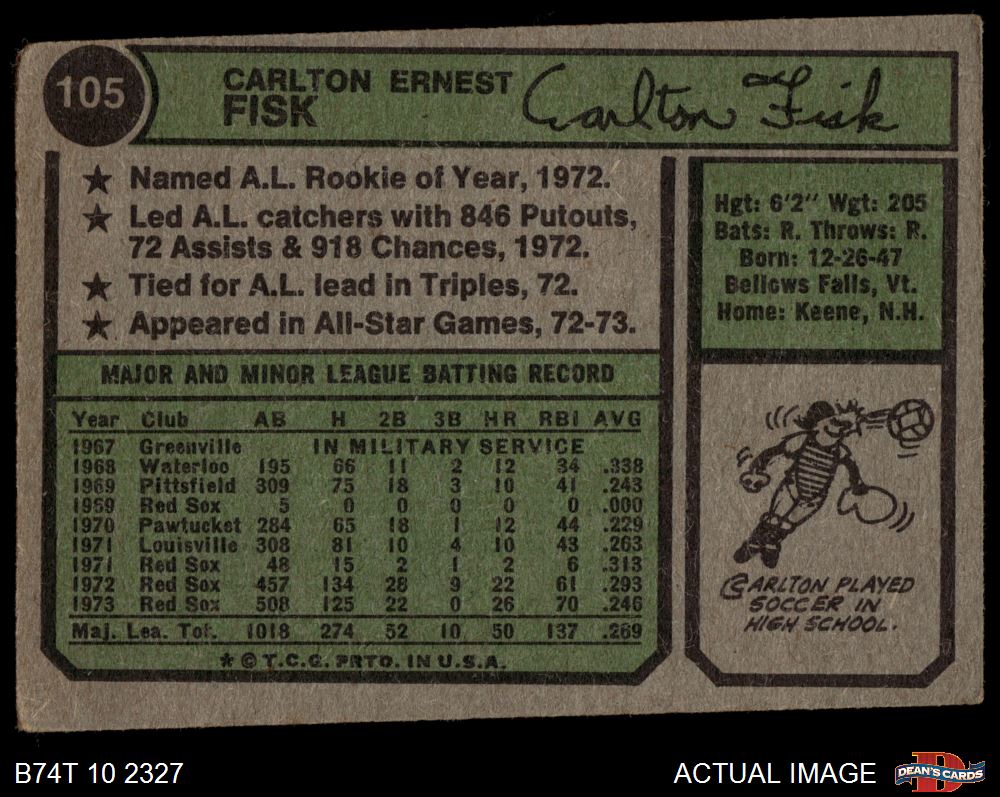 105
CARLTON ERNEST
FISK
Carlton Fisk
★ Named A.L. Rookie of Year, 1972.
★ Led A.L. catchers with 846 Putouts,
72 Assists & 918 Chances, 1972.
★ Tied for A.L. lead in Triples, 72.
★ Appeared in All-Star Games, 72-73.
Hgt: 6'2" Wgt: 205
Bats: R. Throws: R.
Born: 12-26-47
Bellows Falls, Vt.
Home: Keene, N.H.
MAJOR AND MINOR LEAGUE BATTING RECORD
Year Club AB H 2B 3B HR RBI AVG
1967 Greenville IN MILITARY SERVICE
1968 Waterloo 195 66 11 2 12 34 .338
1969 Pittsfield 309 75 18 3 10 41 .243
1969 Red Sox 5 0 0 0 0 0 .000
1970 Pawtucket 284 65 18 1 12 44 .229
1971 Louisville 308 81 10 4 10 43 .263
1971 Red Sox 48 15 2 1 2 6 .313
1972 Red Sox 457 134 28 9 22 61 .293
1973 Red Sox 508 125 22 0 26 70 .246
Maj. Lea. Tot. 1018 274 52 10 50 137 .269
★ © T.C.G. PRTD. IN U.S.A.
CARLTON PLAYED
SOCCER IN
HIGH SCHOOL.
B74T 10 2327
ACTUAL IMAGE
D
DEAN'S CARDS